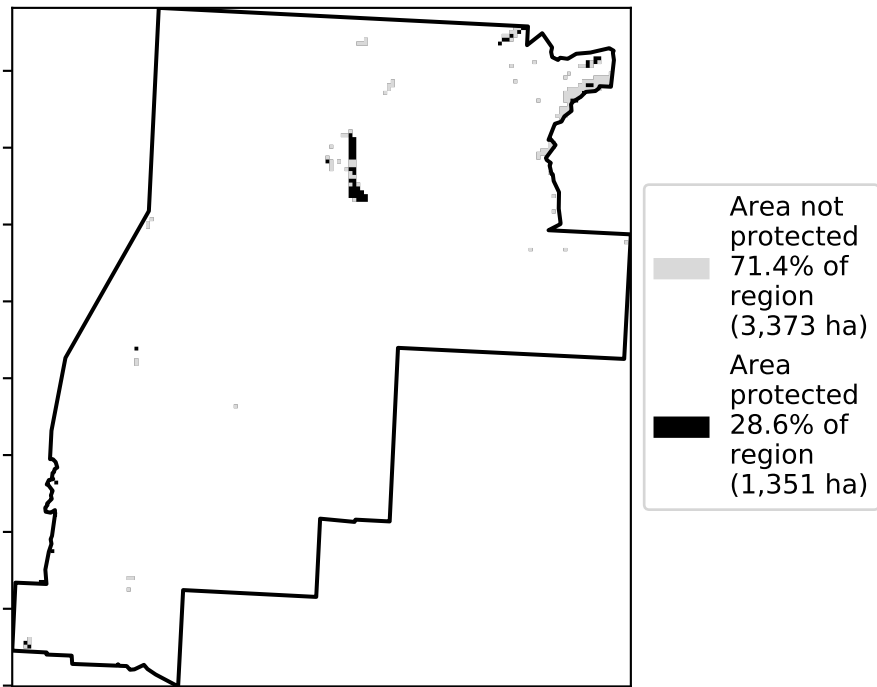 Area not
protected
71.4% of
region
(3,373 ha)
Area
protected
28.6% of
region
(1,351 ha)